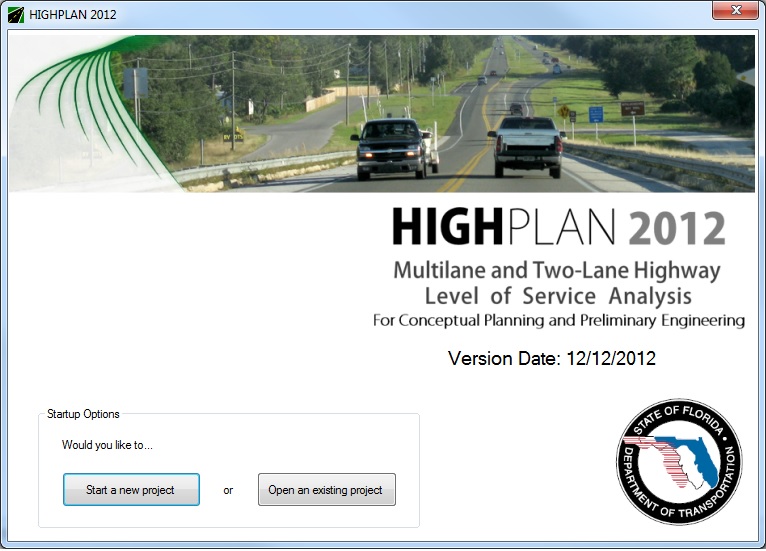 HIGHPLAN 2012
HIGHPLAN 2012
Multilane and Two-Lane Highway
Level of Service Analysis
For Conceptual Planning and Preliminary Engineering
Version Date: 12/12/2012
Startup Options
Would you like to...
Start a new project
or
Open an existing project
STATE OF FLORIDA
DEPARTMENT OF TRANSPORTATION